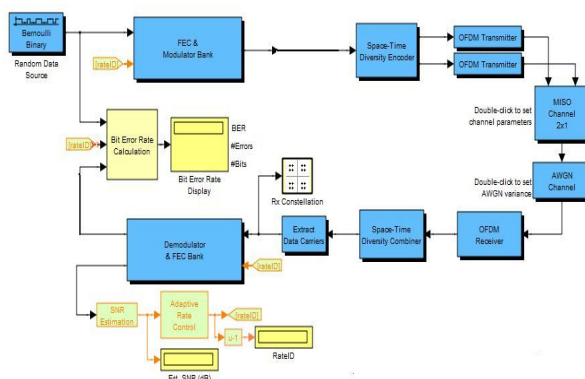 Bernoulli
Binary
Random Data
Source
[rateID]
FEC &
Modulator Bank
Space-Time
Diversity Encoder
OFDM Transmitter
OFDM Transmitter
Double-click to set
channel parameters
MISO
Channel
2x1
[rateID]
Bit Error Rate
Calculation
BER
#Errors
#Bits
Bit Error Rate
Display
Rx Constellation
Double-click to set
AWGN variance
AWGN
Channel
Demodulator
& FEC Bank
Extract
Data Carriers
Space-Time
Diversity Combiner
OFDM
Receiver
[rateID]
SNR
Estimation
Adaptive
Rate
Control
[rateID]
u-1
RateID
Est. SNR (dB)